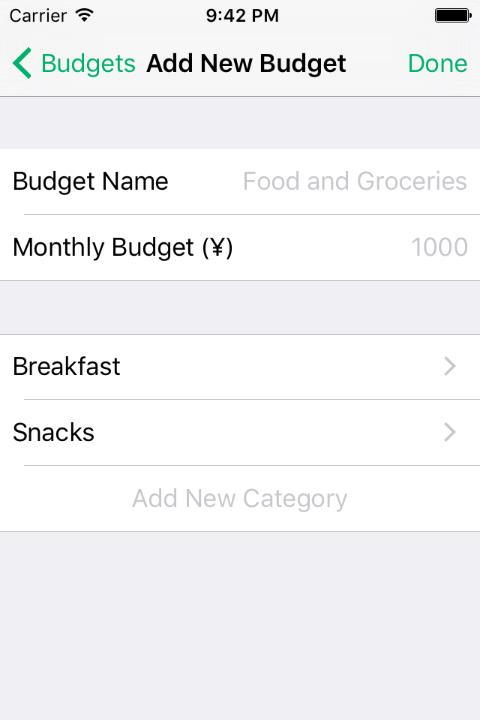 Carrier 9:42 PM
Budgets Add New Budget Done
Budget Name Food and Groceries
Monthly Budget (¥) 1000
Breakfast
Snacks
Add New Category